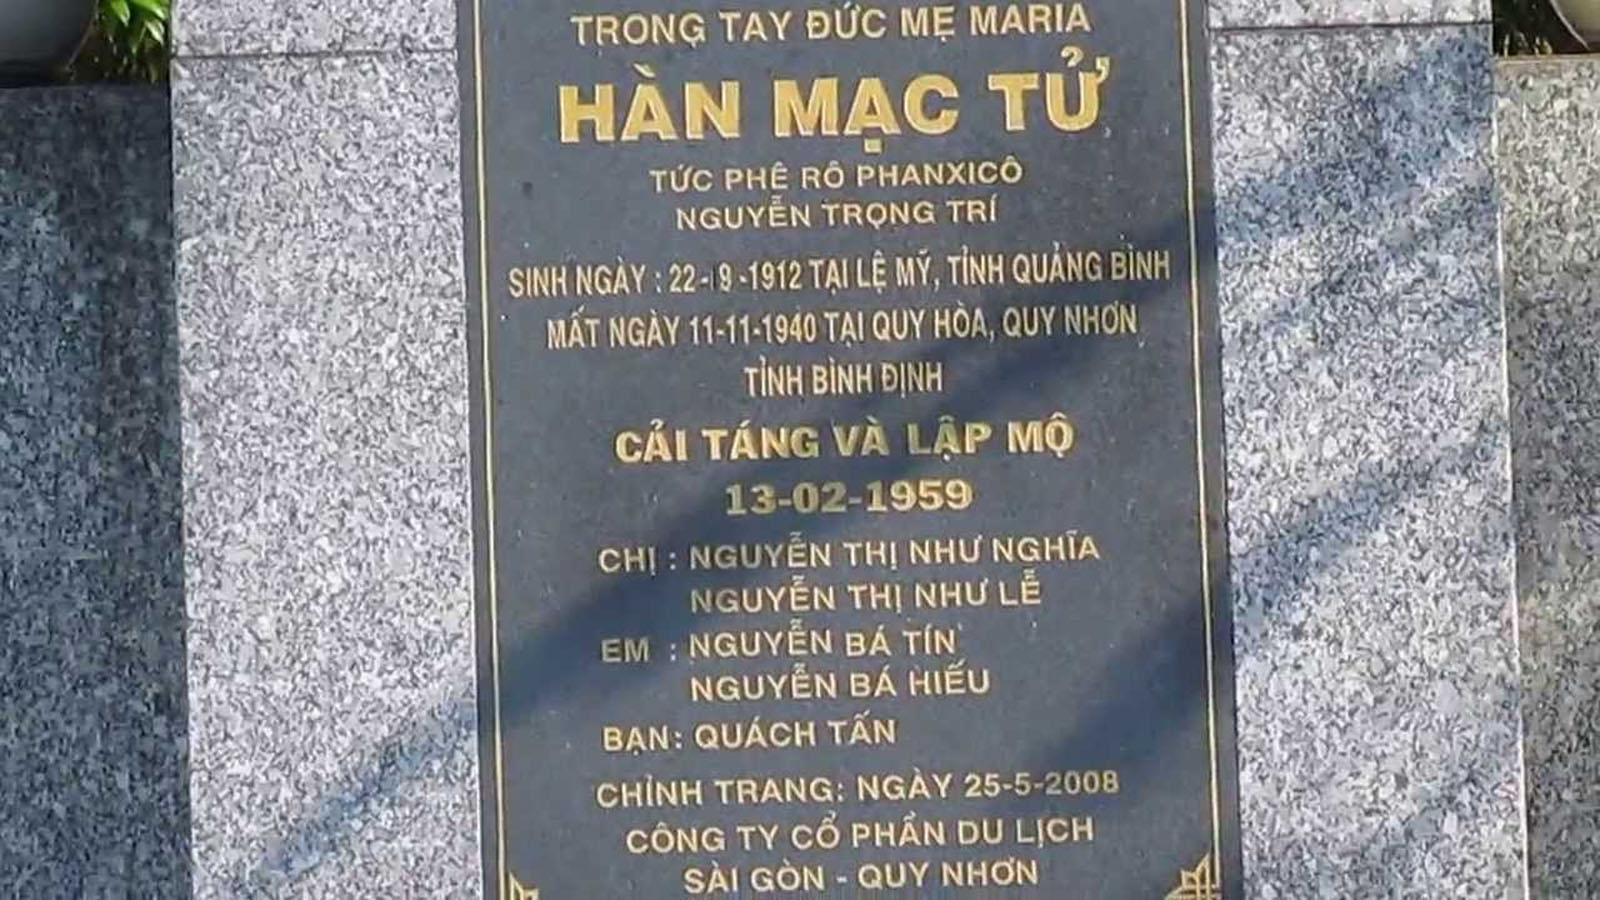 TRONG TAY ĐỨC MẸ MARIA
HÀN MẠC TỬ
TỨC PHÊ RÔ PHANXICÔ
NGUYỄN TRỌNG TRÍ
SINH NGÀY : 22-9-1912 TẠI LỆ MỸ, TỈNH QUẢNG BÌNH
MẤT NGÀY 11-11-1940 TẠI QUY HÒA, QUY NHƠN
TỈNH BÌNH ĐỊNH
CẢI TÁNG VÀ LẬP MỘ
13-02-1959
CHỊ : NGUYỄN THỊ NHƯ NGHĨA
NGUYỄN THỊ NHƯ LỄ
EM : NGUYỄN BÁ TÍN
NGUYỄN BÁ HIẾU
BẠN: QUÁCH TẤN
CHỈNH TRANG: NGÀY 25-5-2008
CÔNG TY CỔ PHẦN DU LỊCH
SÀI GÒN - QUY NHƠN